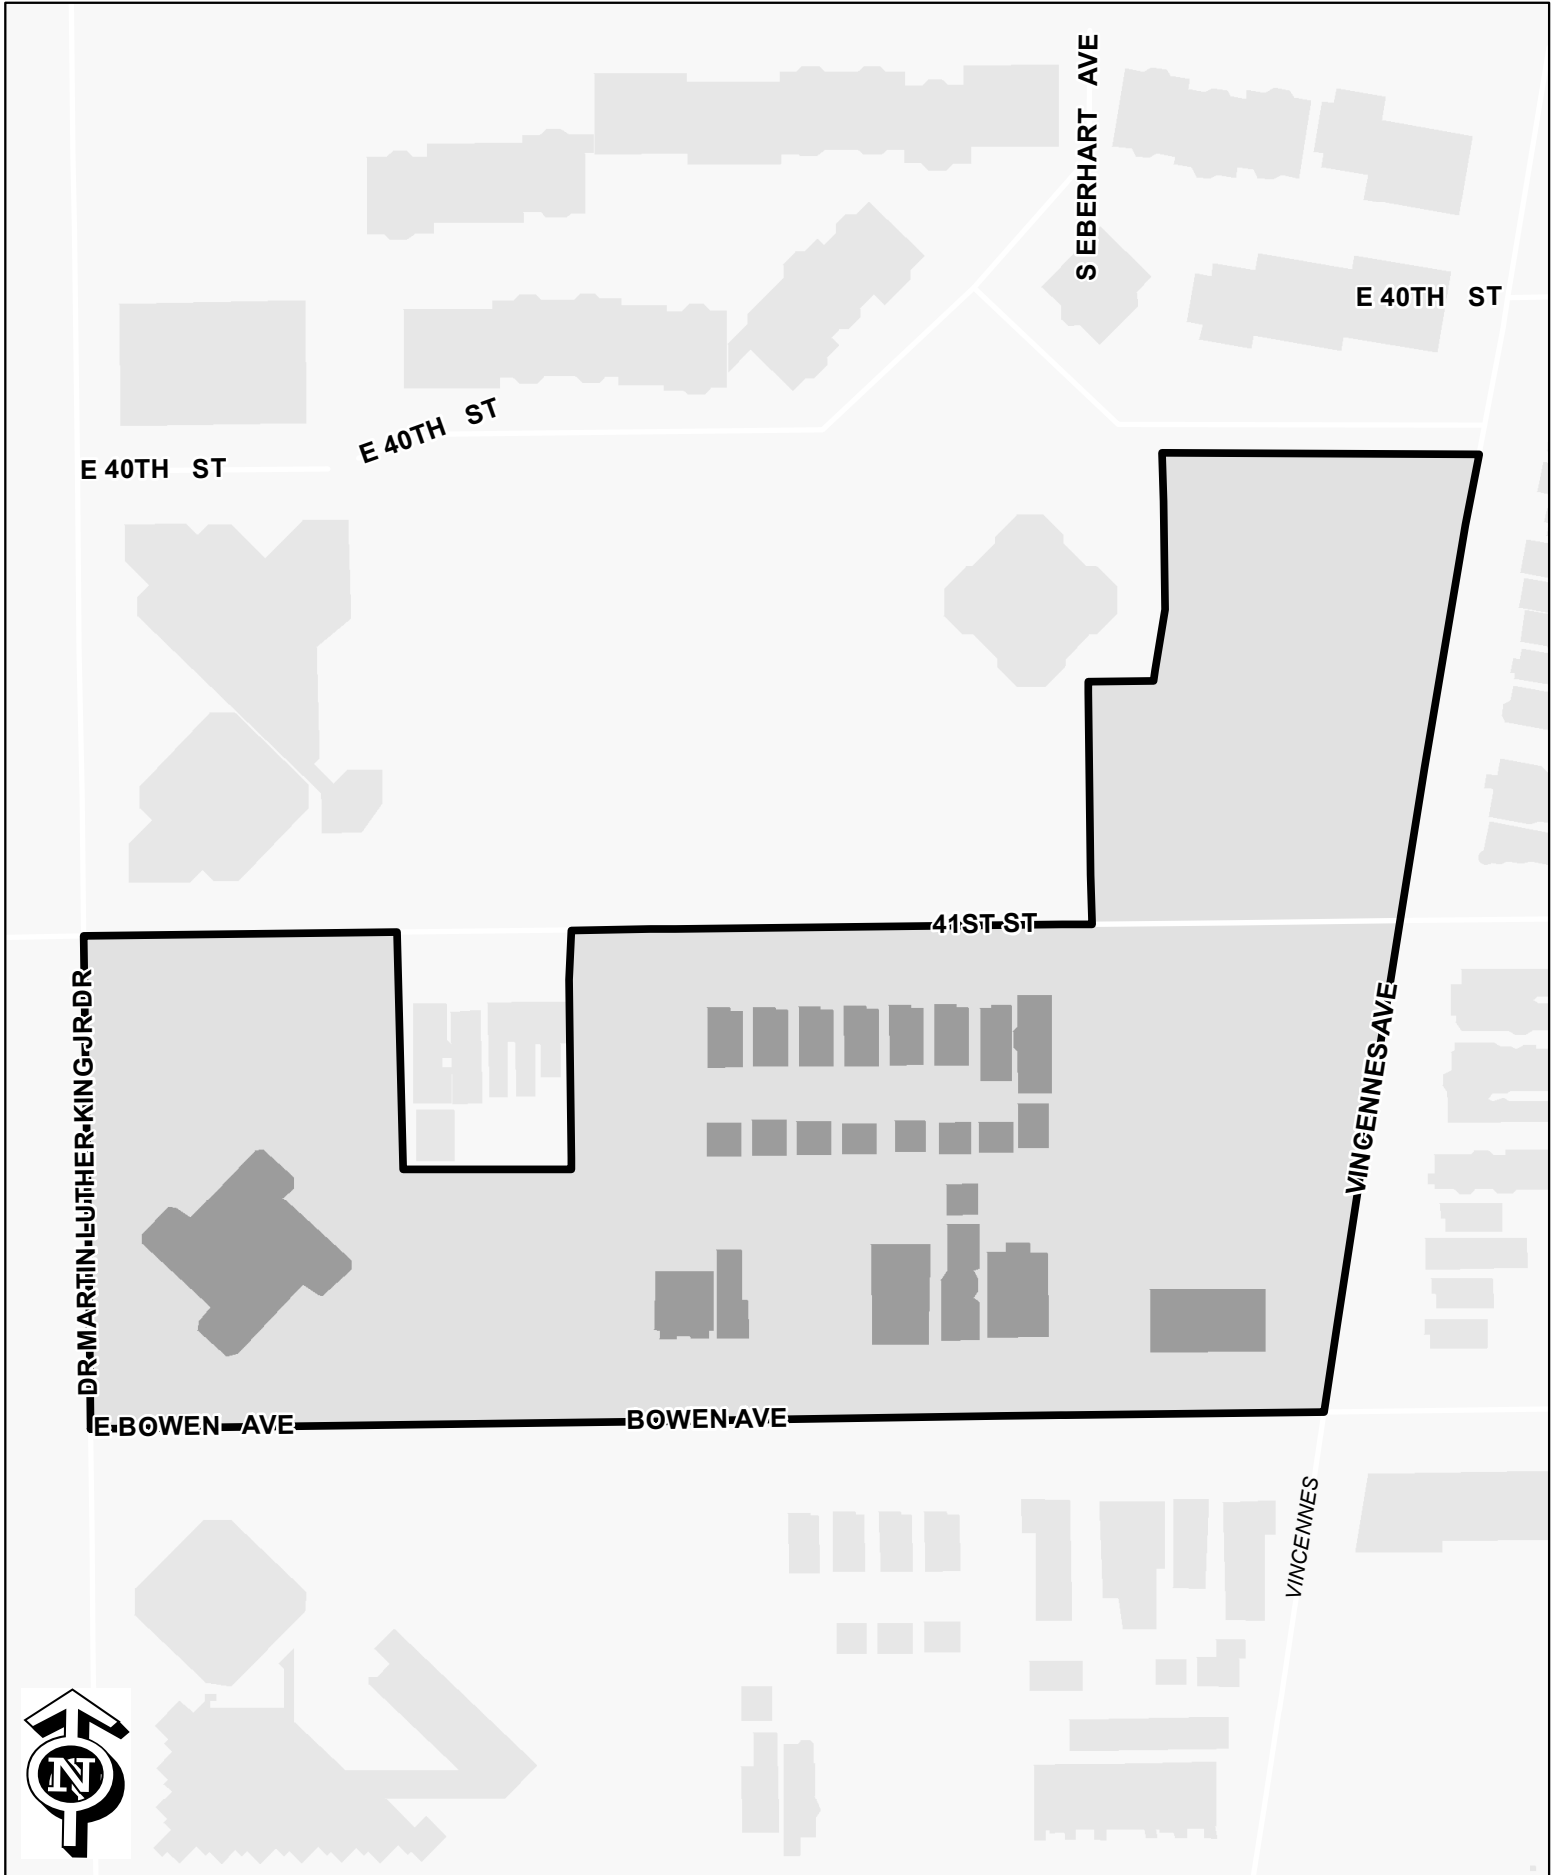 S EBERHART AVE
E 40TH ST
E 40TH ST
E 40TH ST
41ST ST
DR MARTIN LUTHER KING JR DR
VINCENNES AVE
E BOWEN AVE
BOWEN AVE
VINCENNES
N